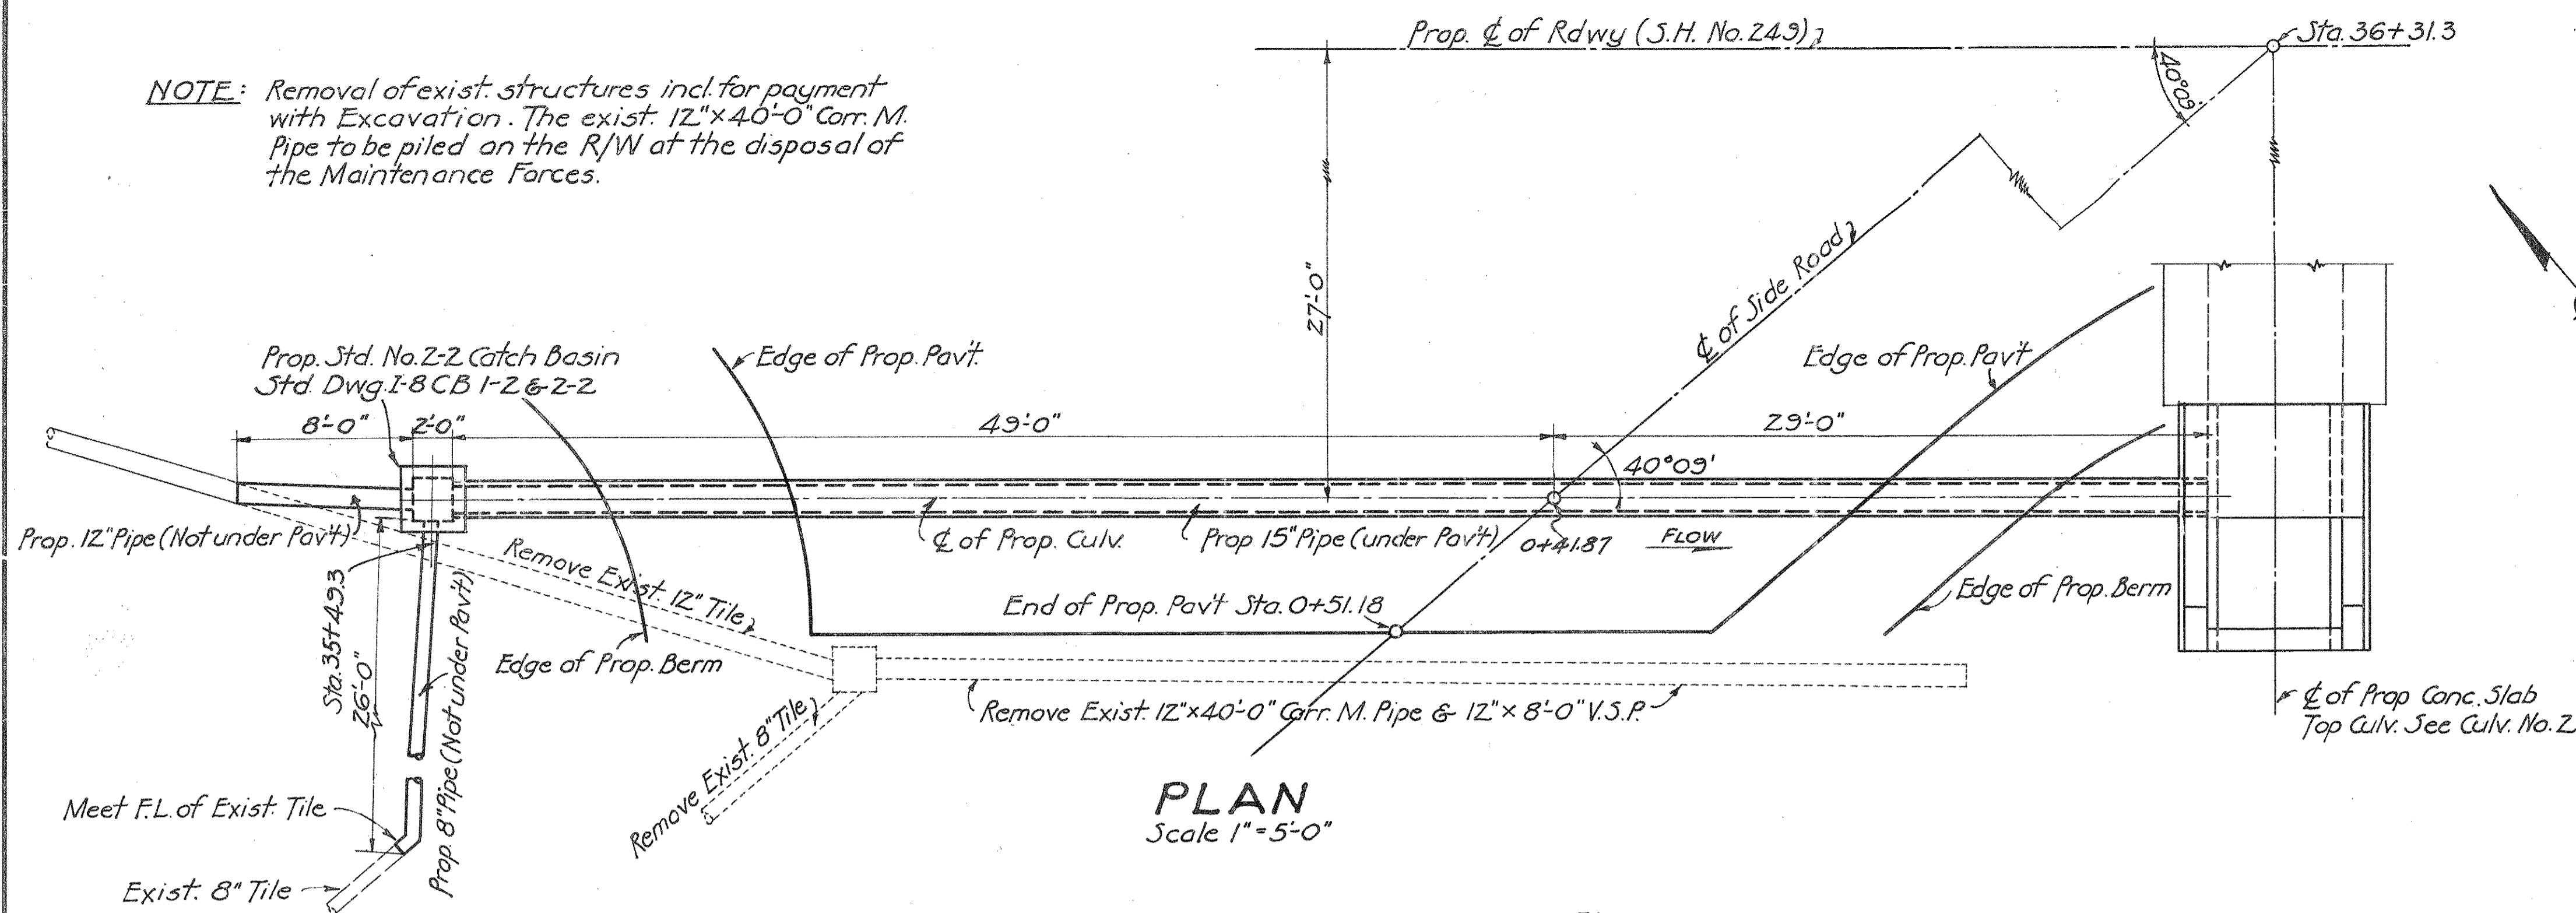 Prop. ℄ of Rdwy (S.H. No. 249)
Sta. 36+31.3
40°09'
NOTE: Removal of exist. structures incl. for payment
with Excavation. The exist. 12"x40'-0" Corr. M.
Pipe to be piled on the R/W at the disposal of
the Maintenance Forces.
27'-0"
℄ of Side Road
Prop. Std. No. 2-2 Catch Basin
Std. Dwg. I-8 CB 1-2 & 2-2
Edge of Prop. Pav't.
Edge of Prop. Pav't
8'-0"
2'-0"
49'-0"
29'-0"
40°09'
Prop. 12" Pipe (Not under Pav't)
℄ of Prop. Culv.
Prop. 15" Pipe (under Pav't)
0+41.87
FLOW
Remove Exist. 12" Tile
Sta. 35+49.3
26'-0"
Prop. 8" Pipe (Not under Pav't)
Edge of Prop. Berm
End of Prop. Pav't Sta. 0+51.18
Edge of Prop. Berm
Remove Exist. 8" Tile
Remove Exist. 12"x40'-0" Corr. M. Pipe & 12"x8'-0" V.S.P.
℄ of Prop Conc. Slab
Top Culv. See Culv. No. 2
Meet F.L. of Exist. Tile
Exist. 8" Tile
PLAN
Scale 1"=5'-0"